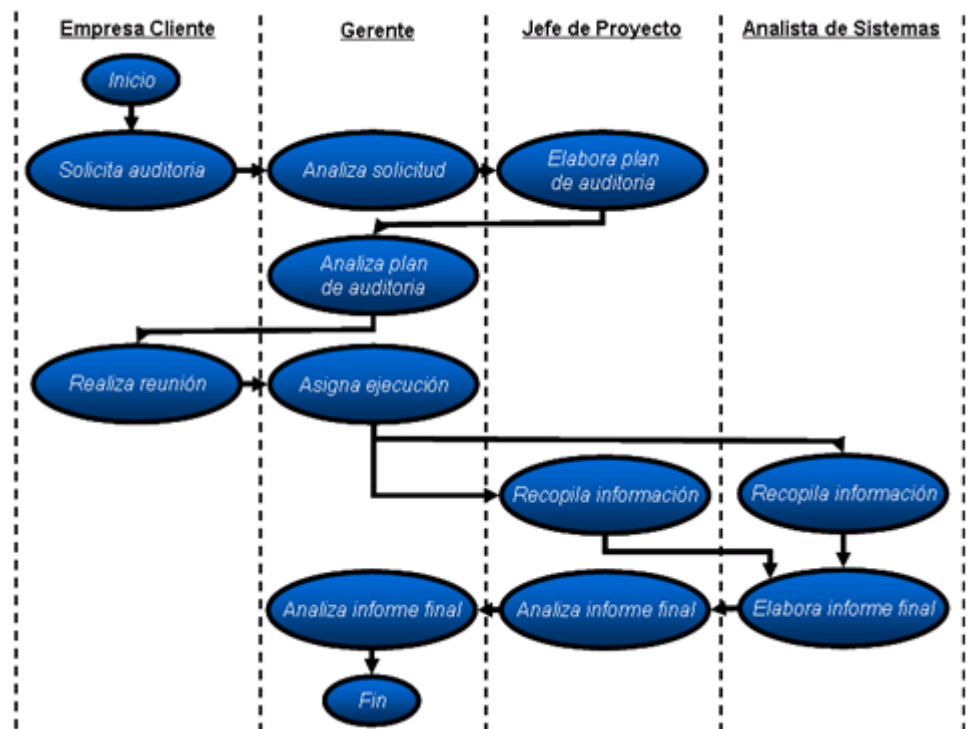 Empresa Cliente
Gerente
Jefe de Proyecto
Analista de Sistemas
Inicio
Solicita auditoria
Analiza solicitud
Elabora plan
de auditoria
Analiza plan
de auditoria
Realiza reunión
Asigna ejecución
Recopila información
Recopila información
Analiza informe final
Analiza informe final
Elabora informe final
Fin